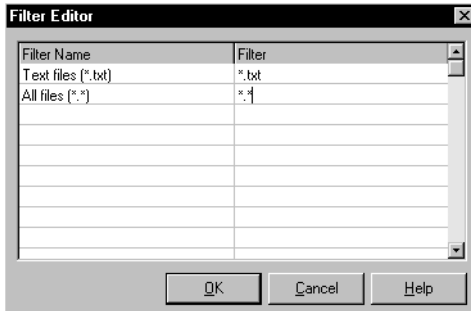 Filter Editor
Filter Name Filter
Text files (*.txt) *.txt
All files (*.*) *.*
OK Cancel Help